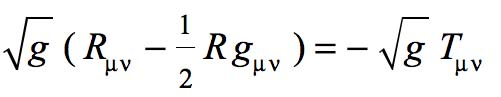 √g ( R_μν − 1/2 R g_μν ) = − √g T_μν